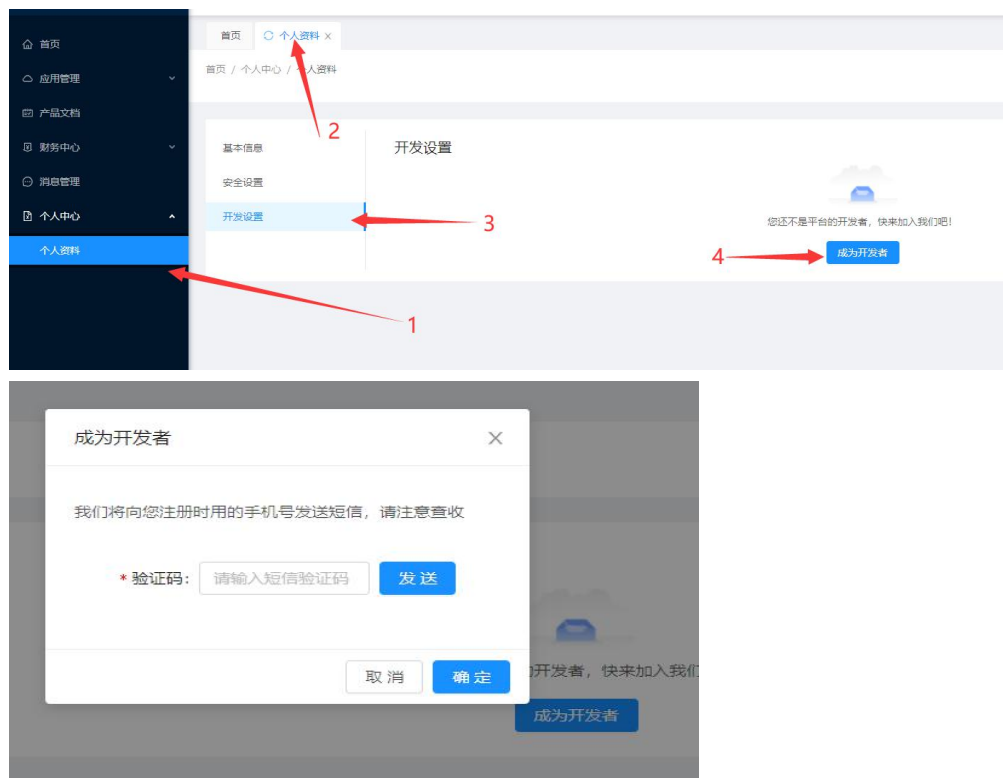 首页
应用管理
产品文档
财务中心
消息管理
个人中心
个人资料
首页 个人资料 ×
首页 / 个人中心 / 个人资料
2
基本信息
安全设置
开发设置
开发设置
3
您还不是平台的开发者，快来加入我们吧！
成为开发者
4
1
成为开发者
我们将向您注册时用的手机号发送短信，请注意查收
* 验证码： 请输入短信验证码 发 送
取 消 确 定
开发者，快来加入我们
成为开发者